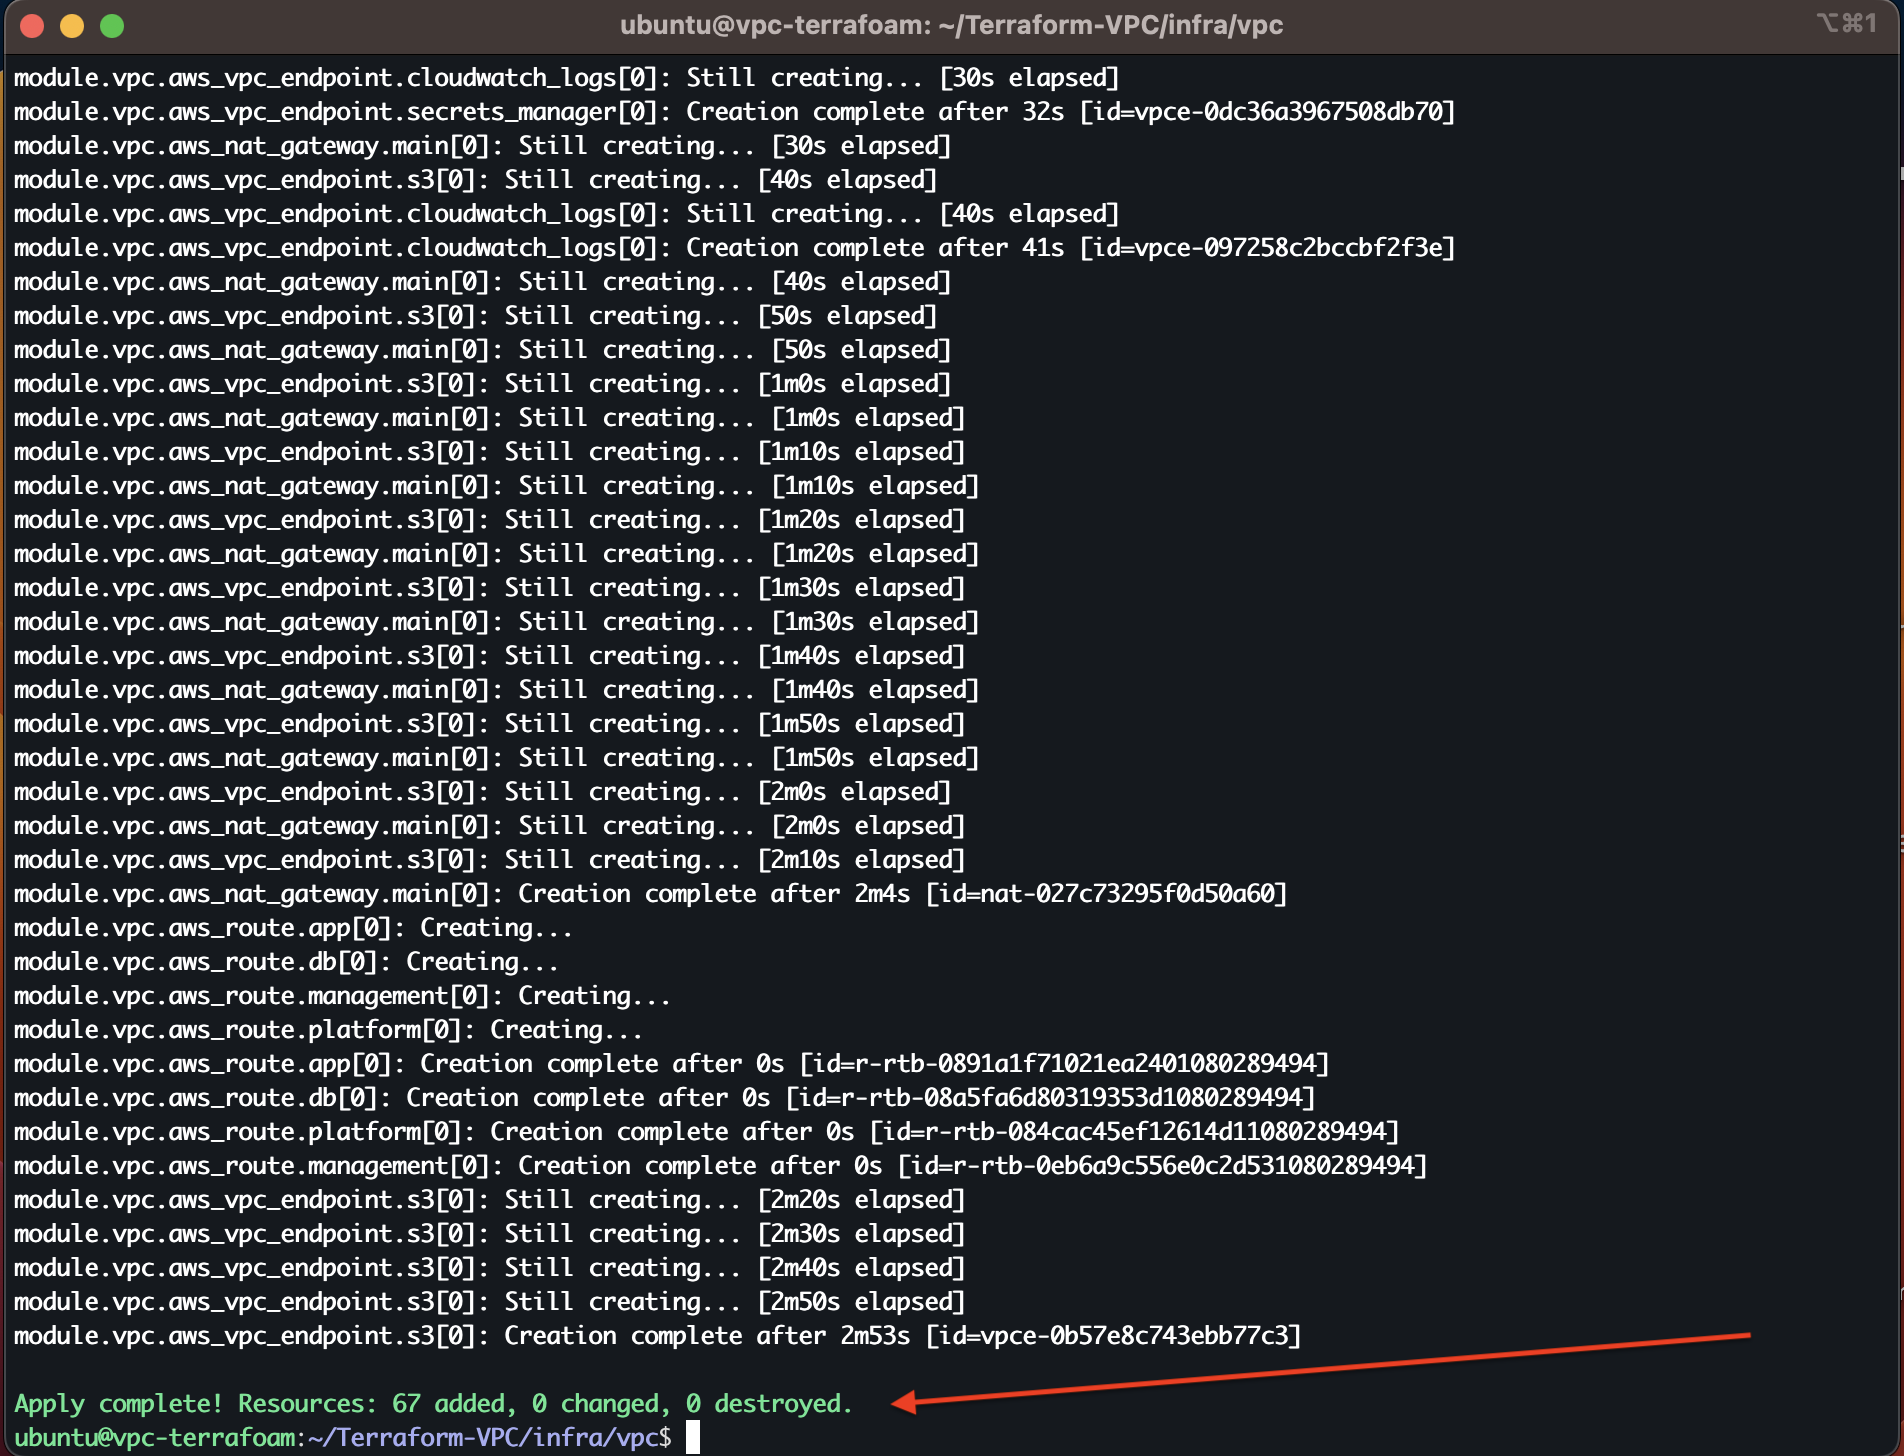 ubuntu@vpc-terrafoam: ~/Terraform-VPC/infra/vpc
⌥⌘1
module.vpc.aws_vpc_endpoint.cloudwatch_logs[0]: Still creating... [30s elapsed]
module.vpc.aws_vpc_endpoint.secrets_manager[0]: Creation complete after 32s [id=vpce-0dc36a3967508db70]
module.vpc.aws_nat_gateway.main[0]: Still creating... [30s elapsed]
module.vpc.aws_vpc_endpoint.s3[0]: Still creating... [40s elapsed]
module.vpc.aws_vpc_endpoint.cloudwatch_logs[0]: Still creating... [40s elapsed]
module.vpc.aws_vpc_endpoint.cloudwatch_logs[0]: Creation complete after 41s [id=vpce-097258c2bccbf2f3e]
module.vpc.aws_nat_gateway.main[0]: Still creating... [40s elapsed]
module.vpc.aws_vpc_endpoint.s3[0]: Still creating... [50s elapsed]
module.vpc.aws_nat_gateway.main[0]: Still creating... [50s elapsed]
module.vpc.aws_vpc_endpoint.s3[0]: Still creating... [1m0s elapsed]
module.vpc.aws_nat_gateway.main[0]: Still creating... [1m0s elapsed]
module.vpc.aws_vpc_endpoint.s3[0]: Still creating... [1m10s elapsed]
module.vpc.aws_nat_gateway.main[0]: Still creating... [1m10s elapsed]
module.vpc.aws_vpc_endpoint.s3[0]: Still creating... [1m20s elapsed]
module.vpc.aws_nat_gateway.main[0]: Still creating... [1m20s elapsed]
module.vpc.aws_vpc_endpoint.s3[0]: Still creating... [1m30s elapsed]
module.vpc.aws_nat_gateway.main[0]: Still creating... [1m30s elapsed]
module.vpc.aws_vpc_endpoint.s3[0]: Still creating... [1m40s elapsed]
module.vpc.aws_nat_gateway.main[0]: Still creating... [1m40s elapsed]
module.vpc.aws_vpc_endpoint.s3[0]: Still creating... [1m50s elapsed]
module.vpc.aws_nat_gateway.main[0]: Still creating... [1m50s elapsed]
module.vpc.aws_vpc_endpoint.s3[0]: Still creating... [2m0s elapsed]
module.vpc.aws_nat_gateway.main[0]: Still creating... [2m0s elapsed]
module.vpc.aws_vpc_endpoint.s3[0]: Still creating... [2m10s elapsed]
module.vpc.aws_nat_gateway.main[0]: Creation complete after 2m4s [id=nat-027c73295f0d50a60]
module.vpc.aws_route.app[0]: Creating...
module.vpc.aws_route.db[0]: Creating...
module.vpc.aws_route.management[0]: Creating...
module.vpc.aws_route.platform[0]: Creating...
module.vpc.aws_route.app[0]: Creation complete after 0s [id=r-rtb-0891a1f71021ea2401080289494]
module.vpc.aws_route.db[0]: Creation complete after 0s [id=r-rtb-08a5fa6d80319353d1080289494]
module.vpc.aws_route.platform[0]: Creation complete after 0s [id=r-rtb-084cac45ef12614d11080289494]
module.vpc.aws_route.management[0]: Creation complete after 0s [id=r-rtb-0eb6a9c556e0c2d531080289494]
module.vpc.aws_vpc_endpoint.s3[0]: Still creating... [2m20s elapsed]
module.vpc.aws_vpc_endpoint.s3[0]: Still creating... [2m30s elapsed]
module.vpc.aws_vpc_endpoint.s3[0]: Still creating... [2m40s elapsed]
module.vpc.aws_vpc_endpoint.s3[0]: Still creating... [2m50s elapsed]
module.vpc.aws_vpc_endpoint.s3[0]: Creation complete after 2m53s [id=vpce-0b57e8c743ebb77c3]
Apply complete! Resources: 67 added, 0 changed, 0 destroyed.
ubuntu@vpc-terrafoam:~/Terraform-VPC/infra/vpc$